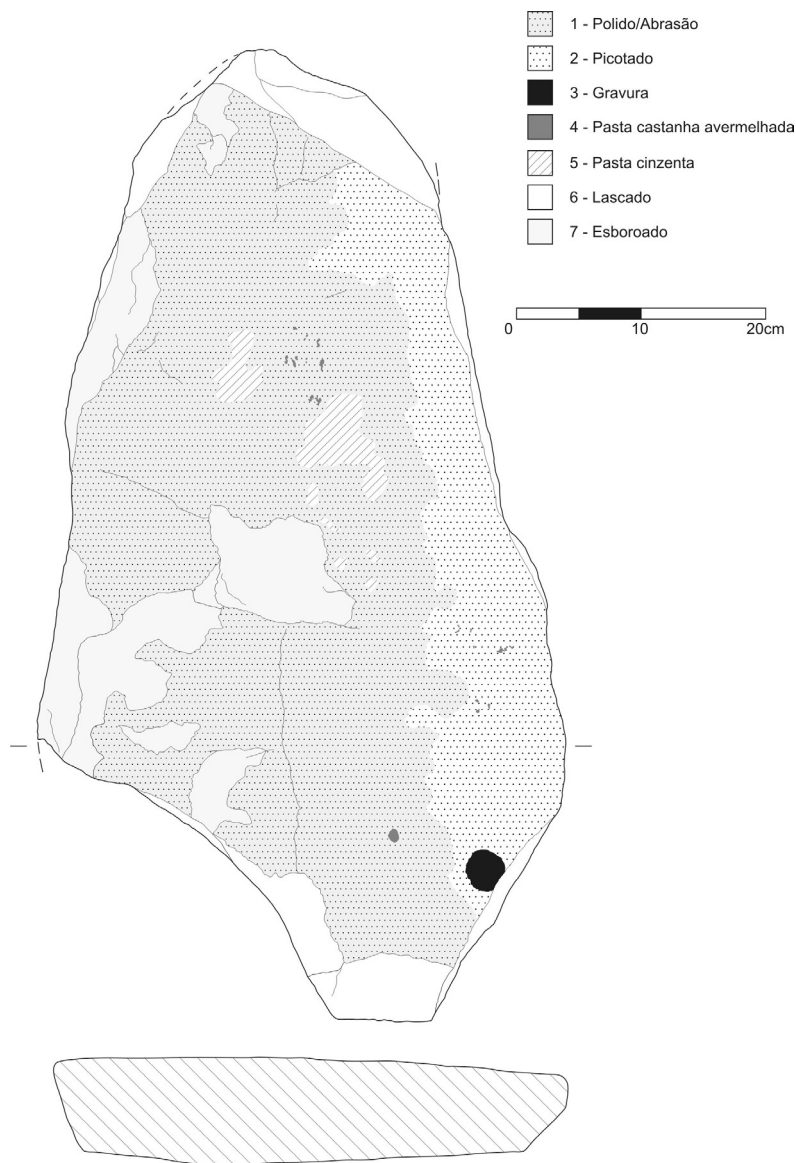 1 - Polido/Abrasão
2 - Picotado
3 - Gravura
4 - Pasta castanha avermelhada
5 - Pasta cinzenta
6 - Lascado
7 - Esboroado
0 10 20cm